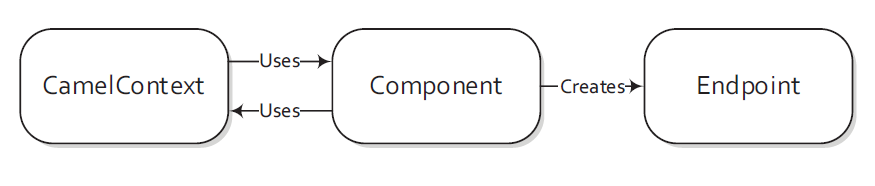 CamelContext
Uses
Uses
Component
Creates
Endpoint